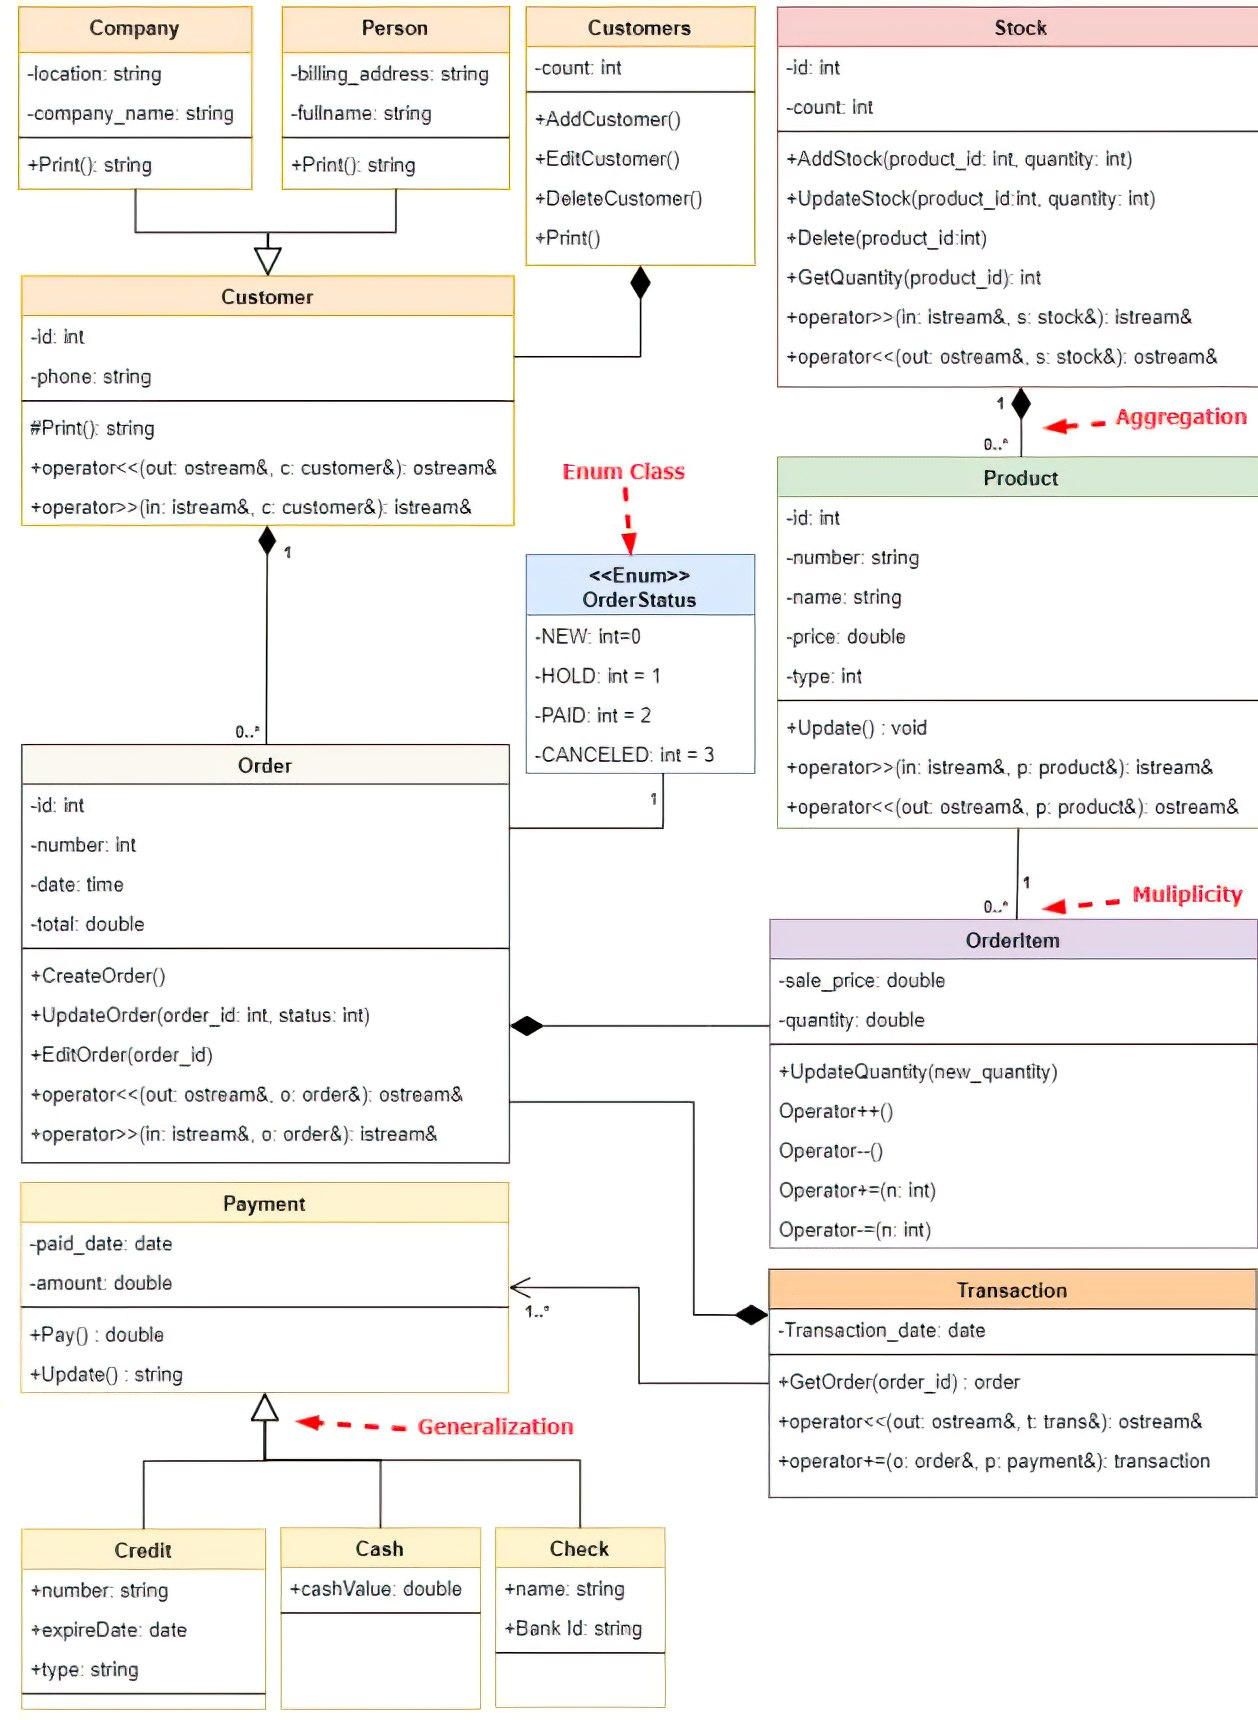 Company
-location: string
-company_name: string
+Print(): string
Person
-billing_address: string
-fullname: string
+Print(): string
Customers
-count: int
+AddCustomer()
+EditCustomer()
+DeleteCustomer()
+Print()
Stock
-id: int
-count: int
+AddStock(product_id: int, quantity: int)
+UpdateStock(product_id:int, quantity: int)
+Delete(product_id:int)
+GetQuantity(product_id): int
+operator>>(in: istream&, s: stock&): istream&
+operator<<(out: ostream&, s: stock&): ostream&
1
Aggregation
0..*
Customer
-id: int
-phone: string
#Print(): string
+operator<<(out: ostream&, c: customer&): ostream&
+operator>>(in: istream&, c: customer&): istream&
1
0..*
Enum Class
<<Enum>>
OrderStatus
-NEW: int=0
-HOLD: int = 1
-PAID: int = 2
-CANCELED: int = 3
1
Product
-id: int
-number: string
-name: string
-price: double
-type: int
+Update() : void
+operator>>(in: istream&, p: product&): istream&
+operator<<(out: ostream&, p: product&): ostream&
1
0..*
Muliplicity
Order
-id: int
-number: int
-date: time
-total: double
+CreateOrder()
+UpdateOrder(order_id: int, status: int)
+EditOrder(order_id)
+operator<<(out: ostream&, o: order&): ostream&
+operator>>(in: istream&, o: order&): istream&
OrderItem
-sale_price: double
-quantity: double
+UpdateQuantity(new_quantity)
Operator++()
Operator--()
Operator+=(n: int)
Operator-=(n: int)
Payment
-paid_date: date
-amount: double
+Pay() : double
+Update() : string
1..*
Transaction
-Transaction_date: date
+GetOrder(order_id) : order
+operator<<(out: ostream&, t: trans&): ostream&
+operator+=(o: order&, p: payment&): transaction
Generalization
Credit
+number: string
+expireDate: date
+type: string
Cash
+cashValue: double
Check
+name: string
+Bank Id: string